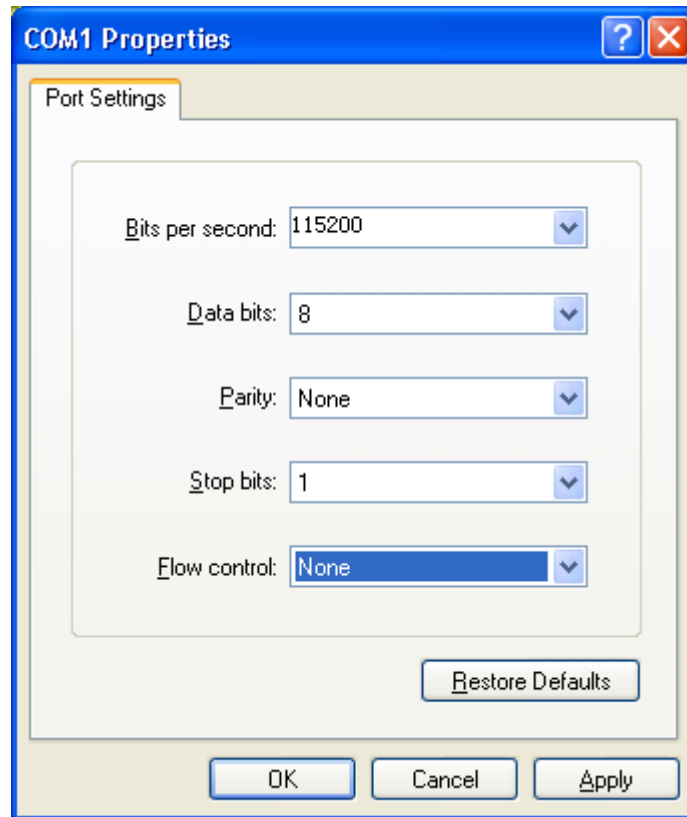 COM1 Properties
?
Port Settings
Bits per second: 115200
Data bits: 8
Parity: None
Stop bits: 1
Flow control: None
Restore Defaults
OK Cancel Apply